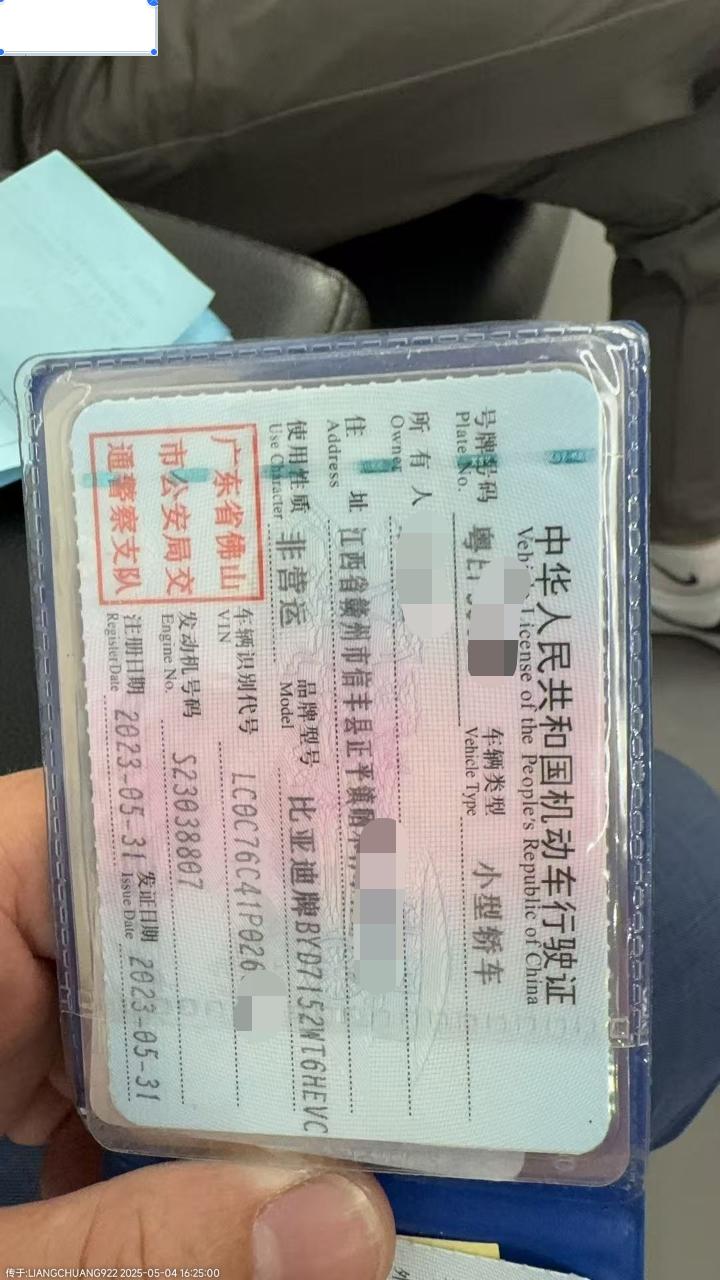 中华人民共和国机动车行驶证
Vehicle License of the People's Republic of China
号牌号码
Plate No.
粤
车辆类型
Vehicle Type
小型轿车
所有人
Owner
住址
Address
江西省赣州市信丰县正平镇
使用性质
Use Character
非营运
品牌型号
Model
比亚迪牌BYD7152WT6HEVC
广东省佛山
市公安局交
通警察支队
车辆识别代号
VIN
LC0C76C41P026
发动机号码
Engine No.
S23038807
注册日期
Register Date
2023-05-31
发证日期
Issue Date
2023-05-31
传于:LIANGCHUANG922 2025-05-04 16:25:00